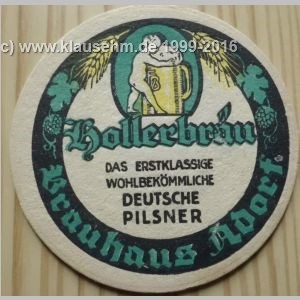 (c) www.klausehm.de 1999-2016
Hollerbräu
DAS ERSTKLASSIGE
WOHLBEKÖMMLICHE
DEUTSCHE
PILSNER
Brauhaus Adorf